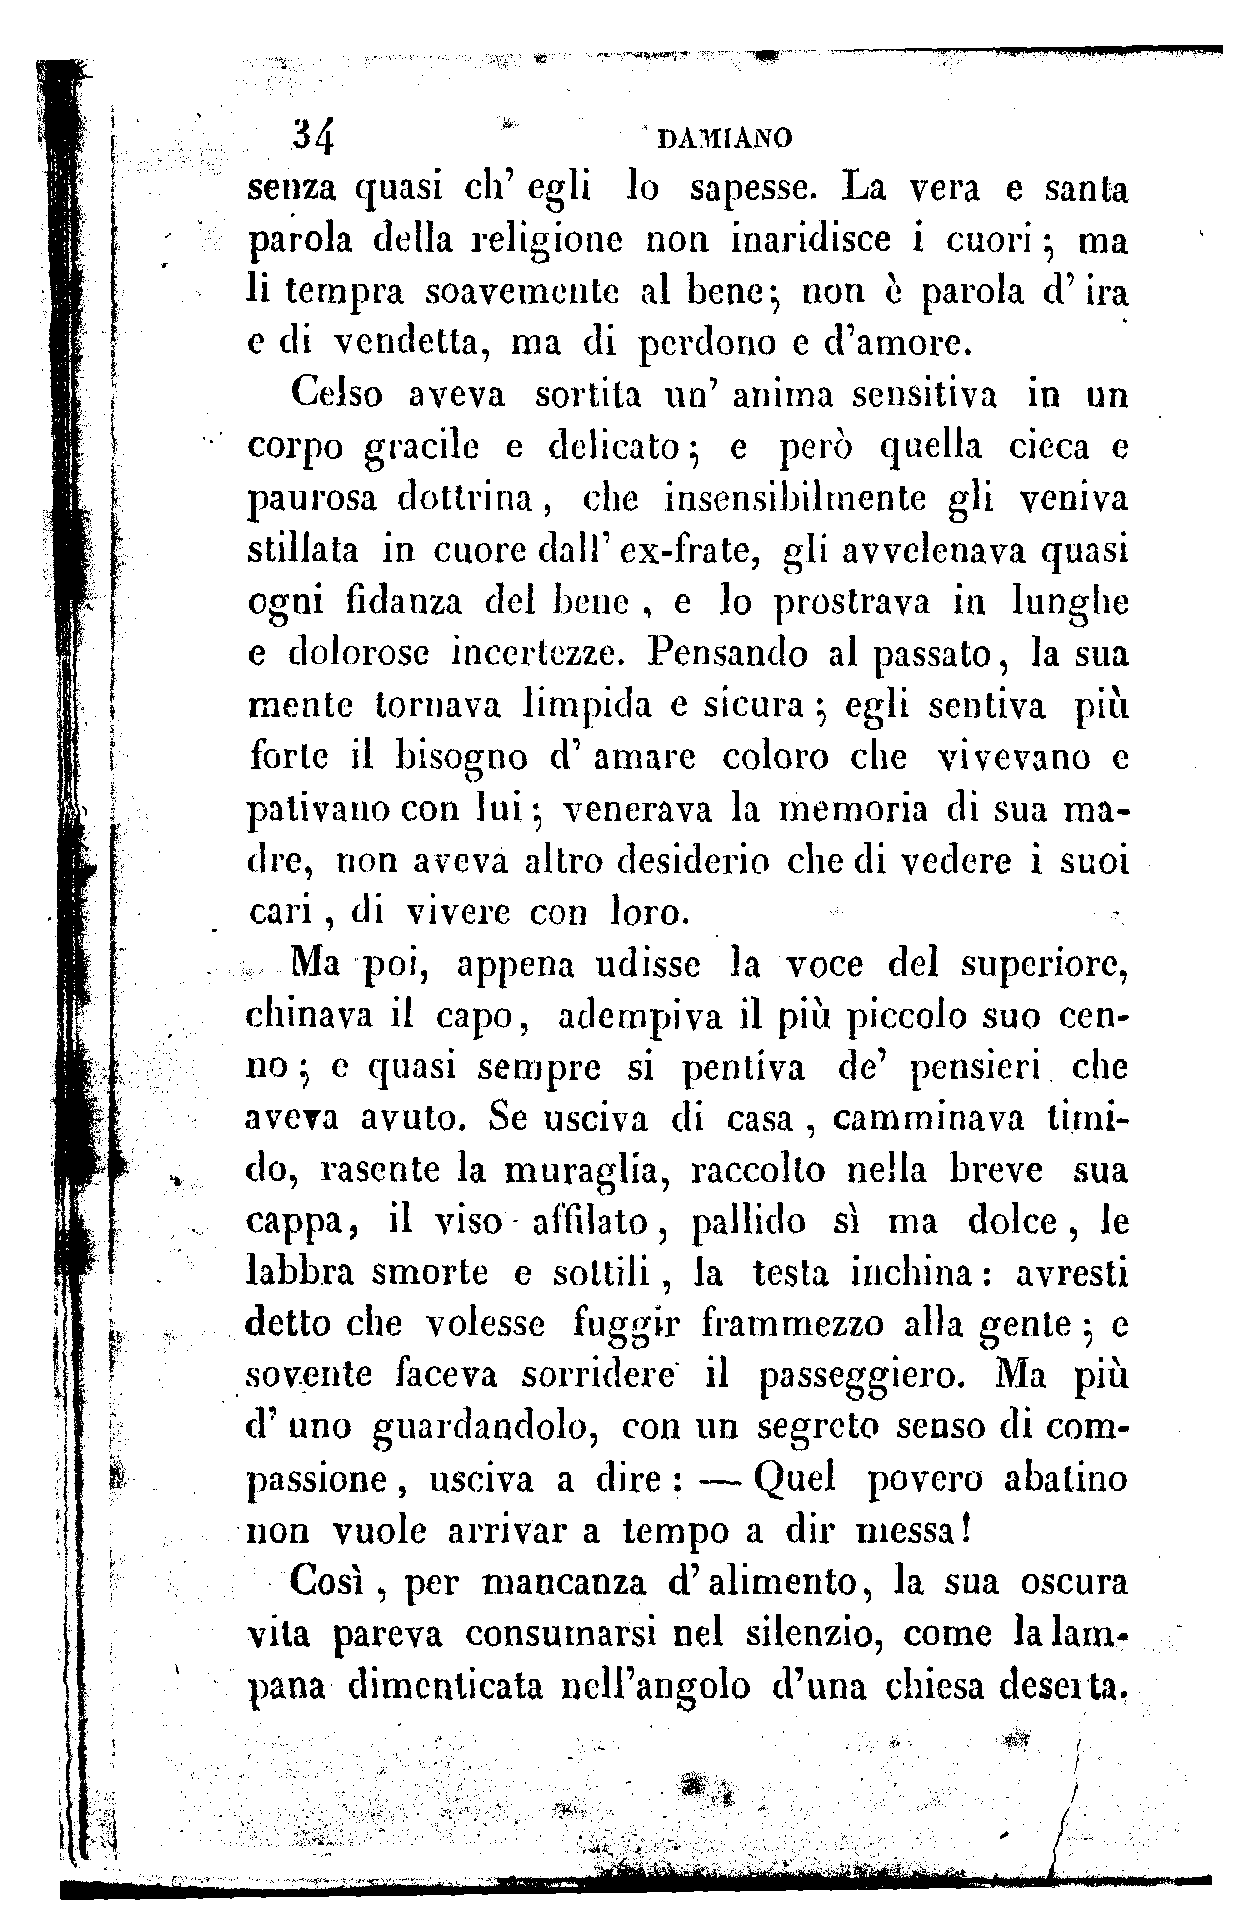 34 DAMIANO
senza quasi ch' egli lo sapesse. La vera e santa
parola della religione non inaridisce i cuori; ma
li tempra soavemente al bene; non è parola d' ira
e di vendetta, ma di perdono e d'amore.
Celso aveva sortita un' anima sensitiva in un
corpo gracile e delicato; e però quella cieca e
paurosa dottrina, che insensibilmente gli veniva
stillata in cuore dall' ex-frate, gli avvelenava quasi
ogni fidanza del bene, e lo prostrava in lunghe
e dolorose incertezze. Pensando al passato, la sua
mente tornava limpida e sicura; egli sentiva più
forte il bisogno d' amare coloro che vivevano e
pativano con lui; venerava la memoria di sua ma-
dre, non aveva altro desiderio che di vedere i suoi
cari, di vivere con loro.
Ma poi, appena udisse la voce del superiore,
chinava il capo, adempiva il più piccolo suo cen-
no; e quasi sempre si pentiva de' pensieri che
aveva avuto. Se usciva di casa, camminava timi-
do, rasente la muraglia, raccolto nella breve sua
cappa, il viso affilato, pallido sì ma dolce, le
labbra smorte e sottili, la testa inchina: avresti
detto che volesse fuggir frammezzo alla gente; e
sovente faceva sorridere il passeggiero. Ma più
d' uno guardandolo, con un segreto senso di com-
passione, usciva a dire: — Quel povero abatino
non vuole arrivar a tempo a dir messa!
Così, per mancanza d' alimento, la sua oscura
vita pareva consumarsi nel silenzio, come la lam-
pana dimenticata nell'angolo d'una chiesa deserta.